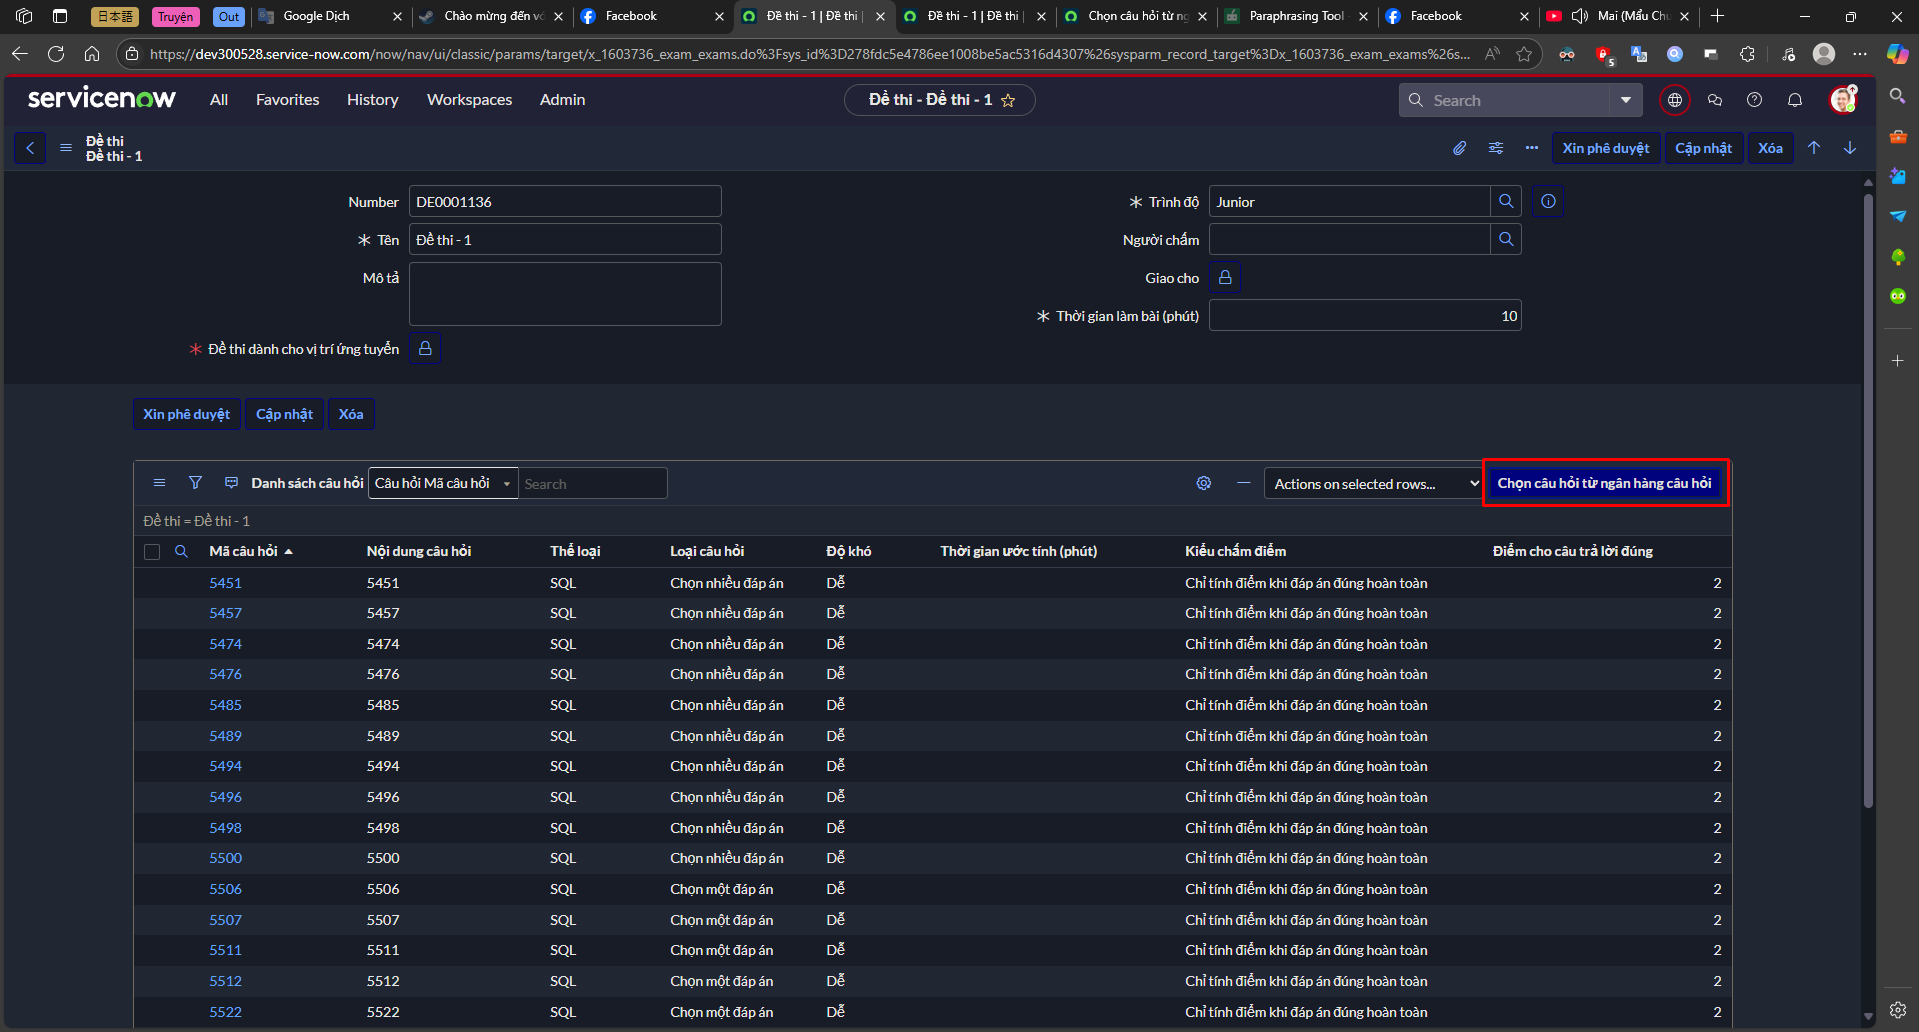 日本語 Truyện Out Google Dịch Chào mừng đến vớ Facebook Đề thi - 1 | Đề thi | Đề thi - 1 | Đề thi | Chọn câu hỏi từ ng Paraphrasing Tool - Facebook Mai (Mẩu Chu
https://dev300528.service-now.com/now/nav/ui/classic/params/target/x_1603736_exam_exams.do%3Fsys_id%3D278fdc5e4786ee1008be5ac5316d4307%26sysparm_record_target%3Dx_1603736_exam_exams%26s... 5
servicenow All Favorites History Workspaces Admin Đề thi - Đề thi - 1 Search
Đề thi
Đề thi - 1
Xin phê duyệt Cập nhật Xóa
Number DE0001136 Trình độ Junior
Tên Đề thi - 1 Người chấm
Mô tả Giao cho
Thời gian làm bài (phút) 10
Đề thi dành cho vị trí ứng tuyển
Xin phê duyệt Cập nhật Xóa
Danh sách câu hỏi Câu hỏi Mã câu hỏi Search Actions on selected rows... Chọn câu hỏi từ ngân hàng câu hỏi
Đề thi = Đề thi - 1
Mã câu hỏi Nội dung câu hỏi Thể loại Loại câu hỏi Độ khó Thời gian ước tính (phút) Kiểu chấm điểm Điểm cho câu trả lời đúng
5451 5451 SQL Chọn nhiều đáp án Dễ Chỉ tính điểm khi đáp án đúng hoàn toàn 2
5457 5457 SQL Chọn nhiều đáp án Dễ Chỉ tính điểm khi đáp án đúng hoàn toàn 2
5474 5474 SQL Chọn nhiều đáp án Dễ Chỉ tính điểm khi đáp án đúng hoàn toàn 2
5476 5476 SQL Chọn nhiều đáp án Dễ Chỉ tính điểm khi đáp án đúng hoàn toàn 2
5485 5485 SQL Chọn nhiều đáp án Dễ Chỉ tính điểm khi đáp án đúng hoàn toàn 2
5489 5489 SQL Chọn nhiều đáp án Dễ Chỉ tính điểm khi đáp án đúng hoàn toàn 2
5494 5494 SQL Chọn nhiều đáp án Dễ Chỉ tính điểm khi đáp án đúng hoàn toàn 2
5496 5496 SQL Chọn nhiều đáp án Dễ Chỉ tính điểm khi đáp án đúng hoàn toàn 2
5498 5498 SQL Chọn nhiều đáp án Dễ Chỉ tính điểm khi đáp án đúng hoàn toàn 2
5500 5500 SQL Chọn nhiều đáp án Dễ Chỉ tính điểm khi đáp án đúng hoàn toàn 2
5506 5506 SQL Chọn một đáp án Dễ Chỉ tính điểm khi đáp án đúng hoàn toàn 2
5507 5507 SQL Chọn một đáp án Dễ Chỉ tính điểm khi đáp án đúng hoàn toàn 2
5511 5511 SQL Chọn một đáp án Dễ Chỉ tính điểm khi đáp án đúng hoàn toàn 2
5512 5512 SQL Chọn một đáp án Dễ Chỉ tính điểm khi đáp án đúng hoàn toàn 2
5522 5522 SQL Chọn một đáp án Dễ Chỉ tính điểm khi đáp án đúng hoàn toàn 2